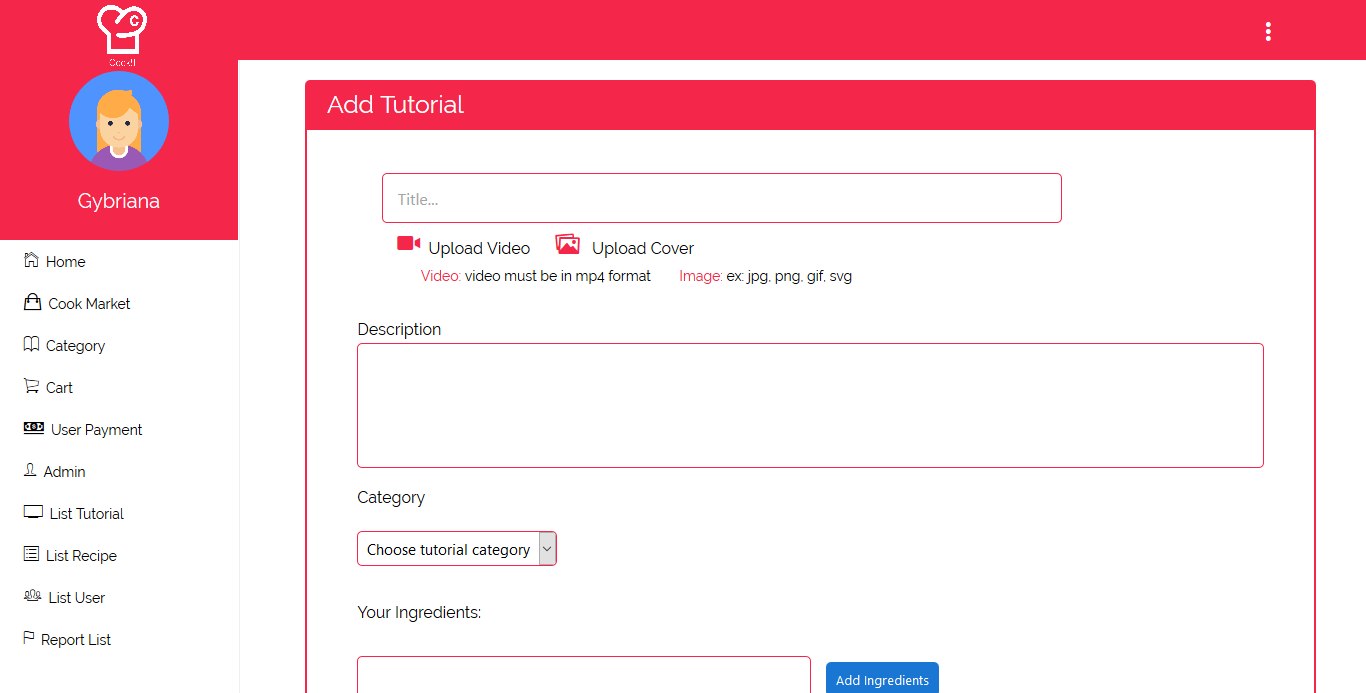 C
Cook!!
Gybriana
Home
Cook Market
Category
Cart
User Payment
Admin
List Tutorial
List Recipe
List User
Report List
Add Tutorial
Title...
Upload Video Upload Cover
Video: video must be in mp4 format Image: ex: jpg, png, gif, svg
Description
Category
Choose tutorial category
Your Ingredients:
Add Ingredients